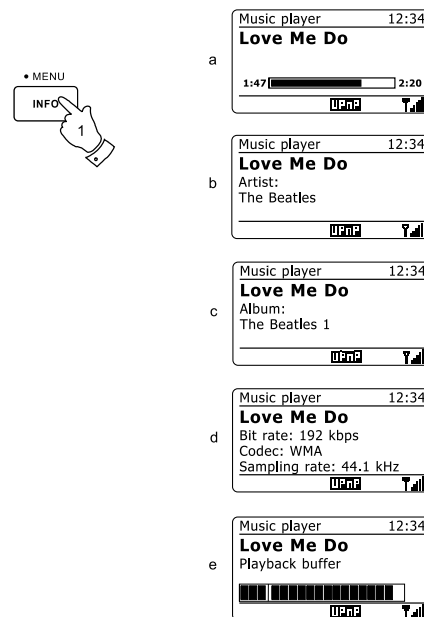 • MENU
INFO
1
a
Music player 12:34
Love Me Do
1:47 2:20
UPnP
b
Music player 12:34
Love Me Do
Artist:
The Beatles
UPnP
c
Music player 12:34
Love Me Do
Album:
The Beatles 1
UPnP
d
Music player 12:34
Love Me Do
Bit rate: 192 kbps
Codec: WMA
Sampling rate: 44.1 kHz
UPnP
e
Music player 12:34
Love Me Do
Playback buffer
UPnP